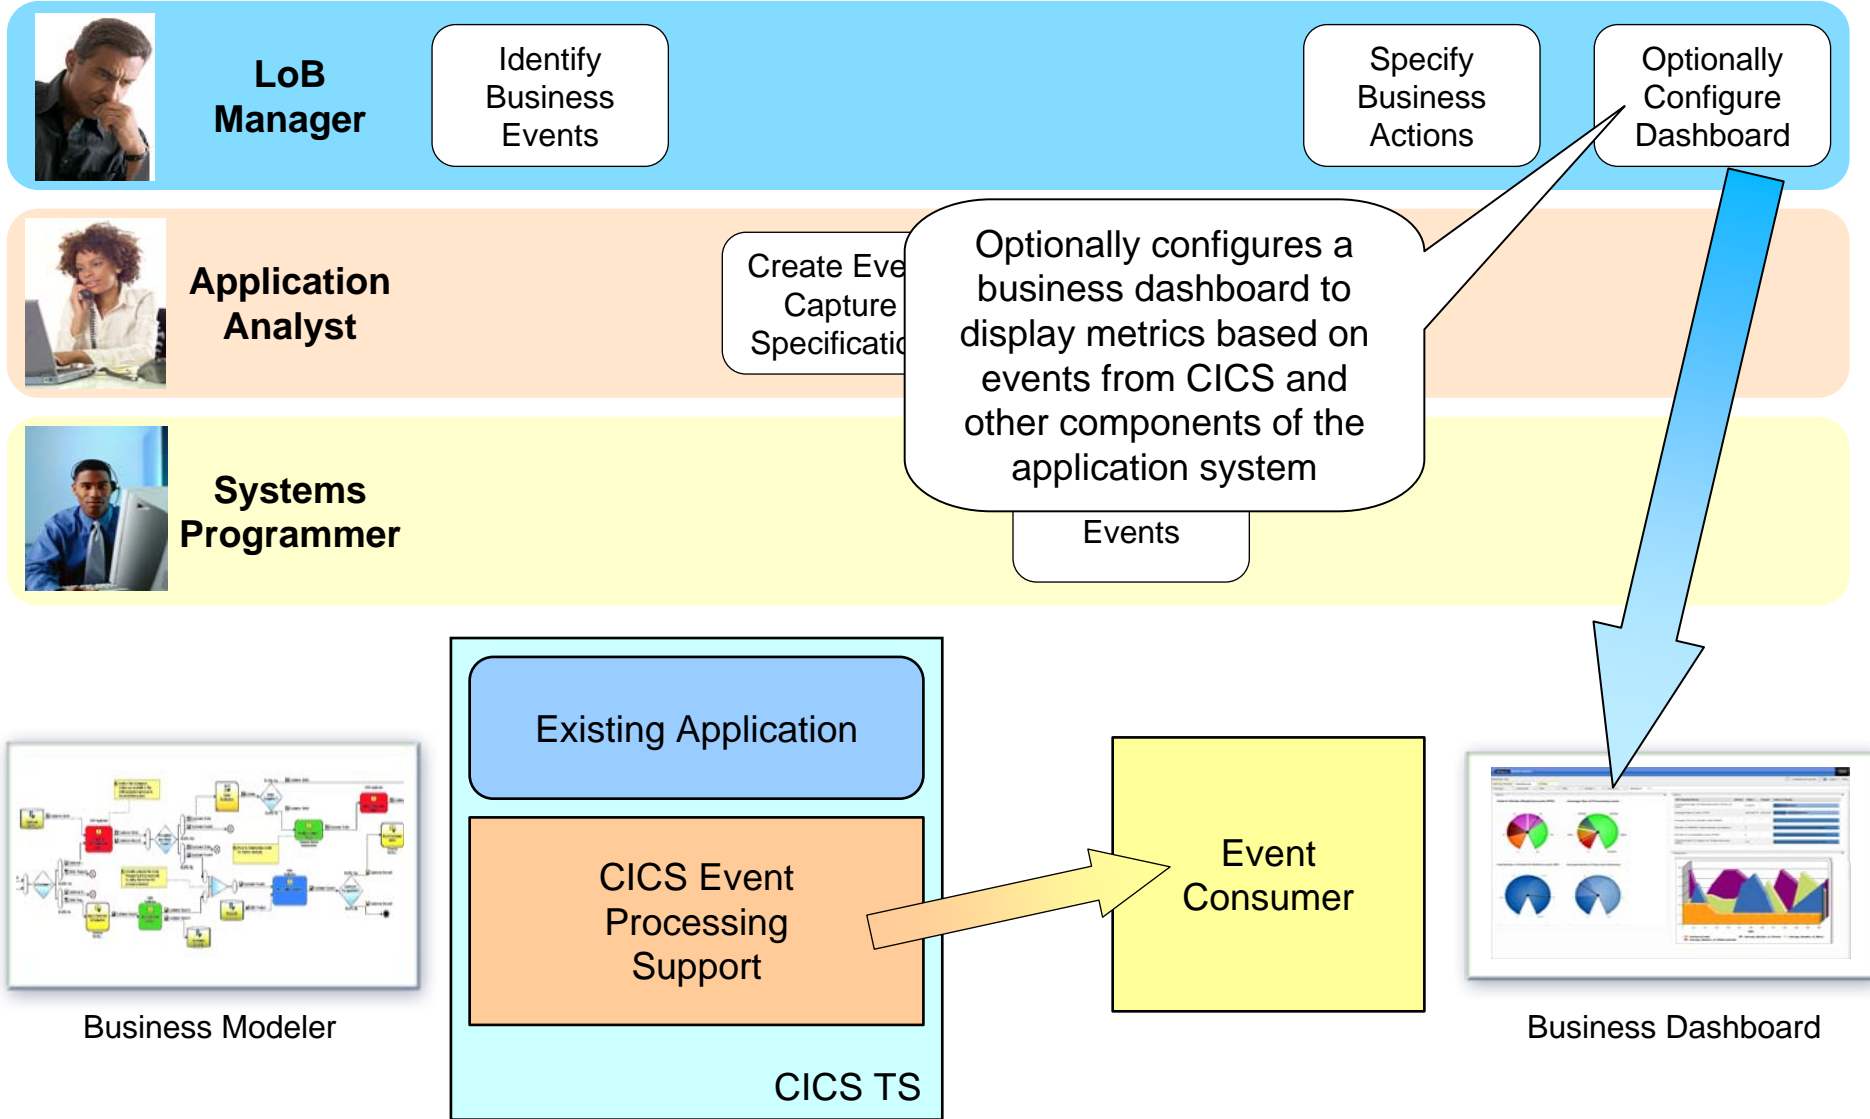 LoB
Manager
Identify
Business
Events
Specify
Business
Actions
Optionally
Configure
Dashboard
Application
Analyst
Create Eve
Capture
Specificatio
Optionally configures a
business dashboard to
display metrics based on
events from CICS and
other components of the
application system
Systems
Programmer
Events
Existing Application
CICS Event
Processing
Support
CICS TS
Event
Consumer
Business Modeler
Business Dashboard